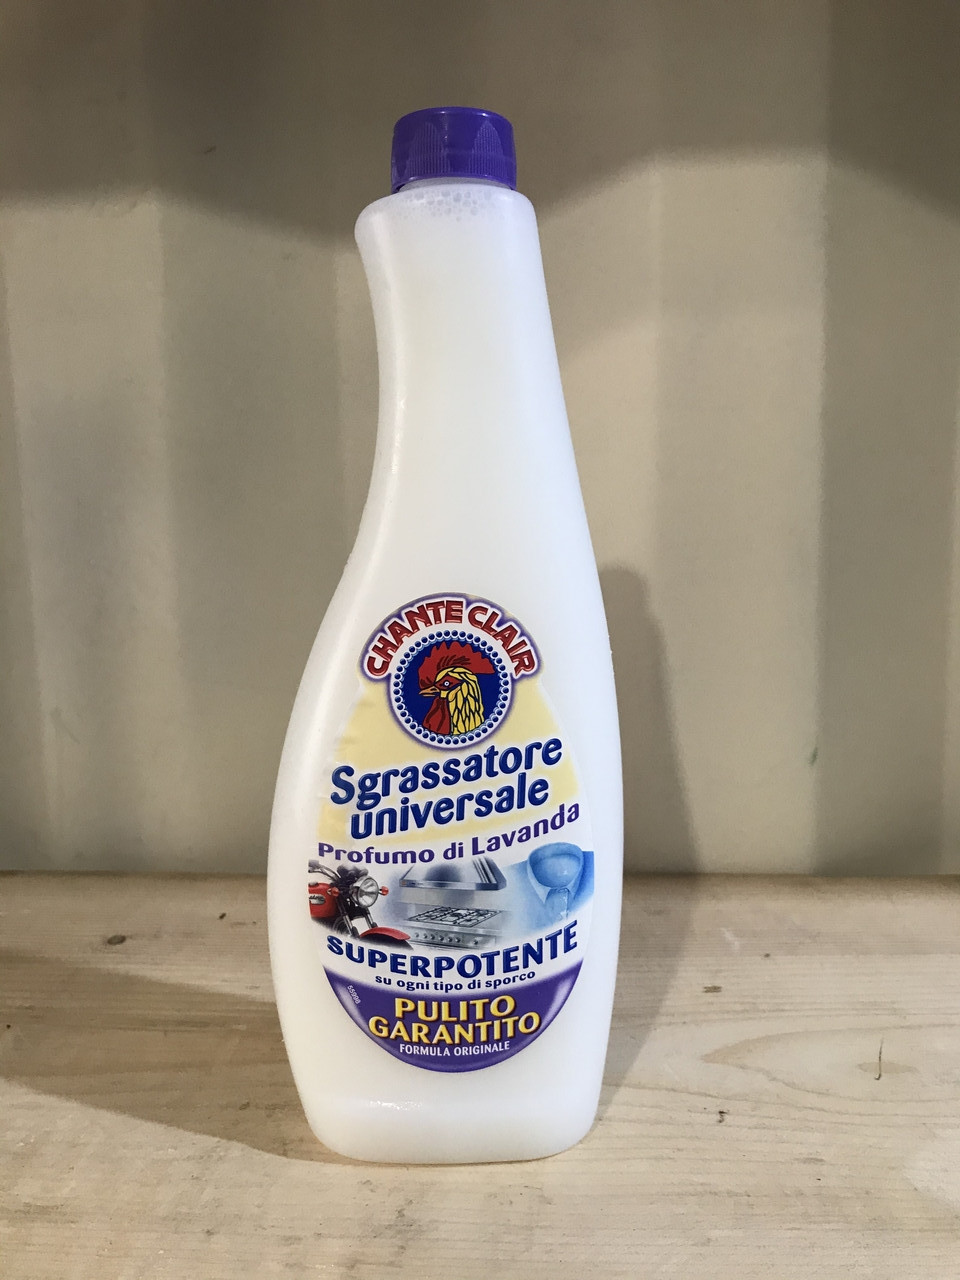 CHANTE CLAIR
Sgrassatore
universale
Profumo di Lavanda
SUPERPOTENTE
su ogni tipo di sporco
PULITO
GARANTITO
FORMULA ORIGINALE